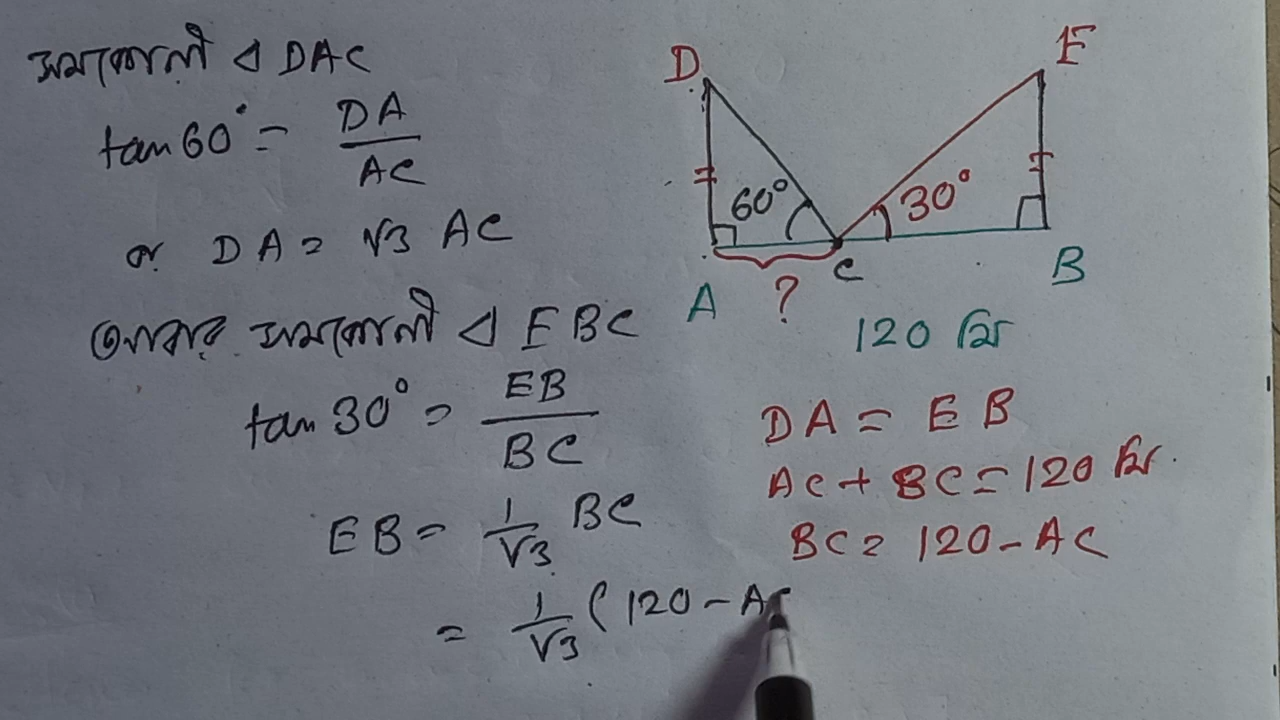 সমকোণী ⊿ DAC
tan 60° = DA/AC
বা DA = √3 AC
আবার সমকোণী ⊿ EBC
tan 30° = EB/BC
EB = 1/√3 BC
= 1/√3 (120 - AC
D
E
60°
30°
A
?
C
B
120 মি
DA = EB
AC + BC = 120 মি.
BC = 120 - AC